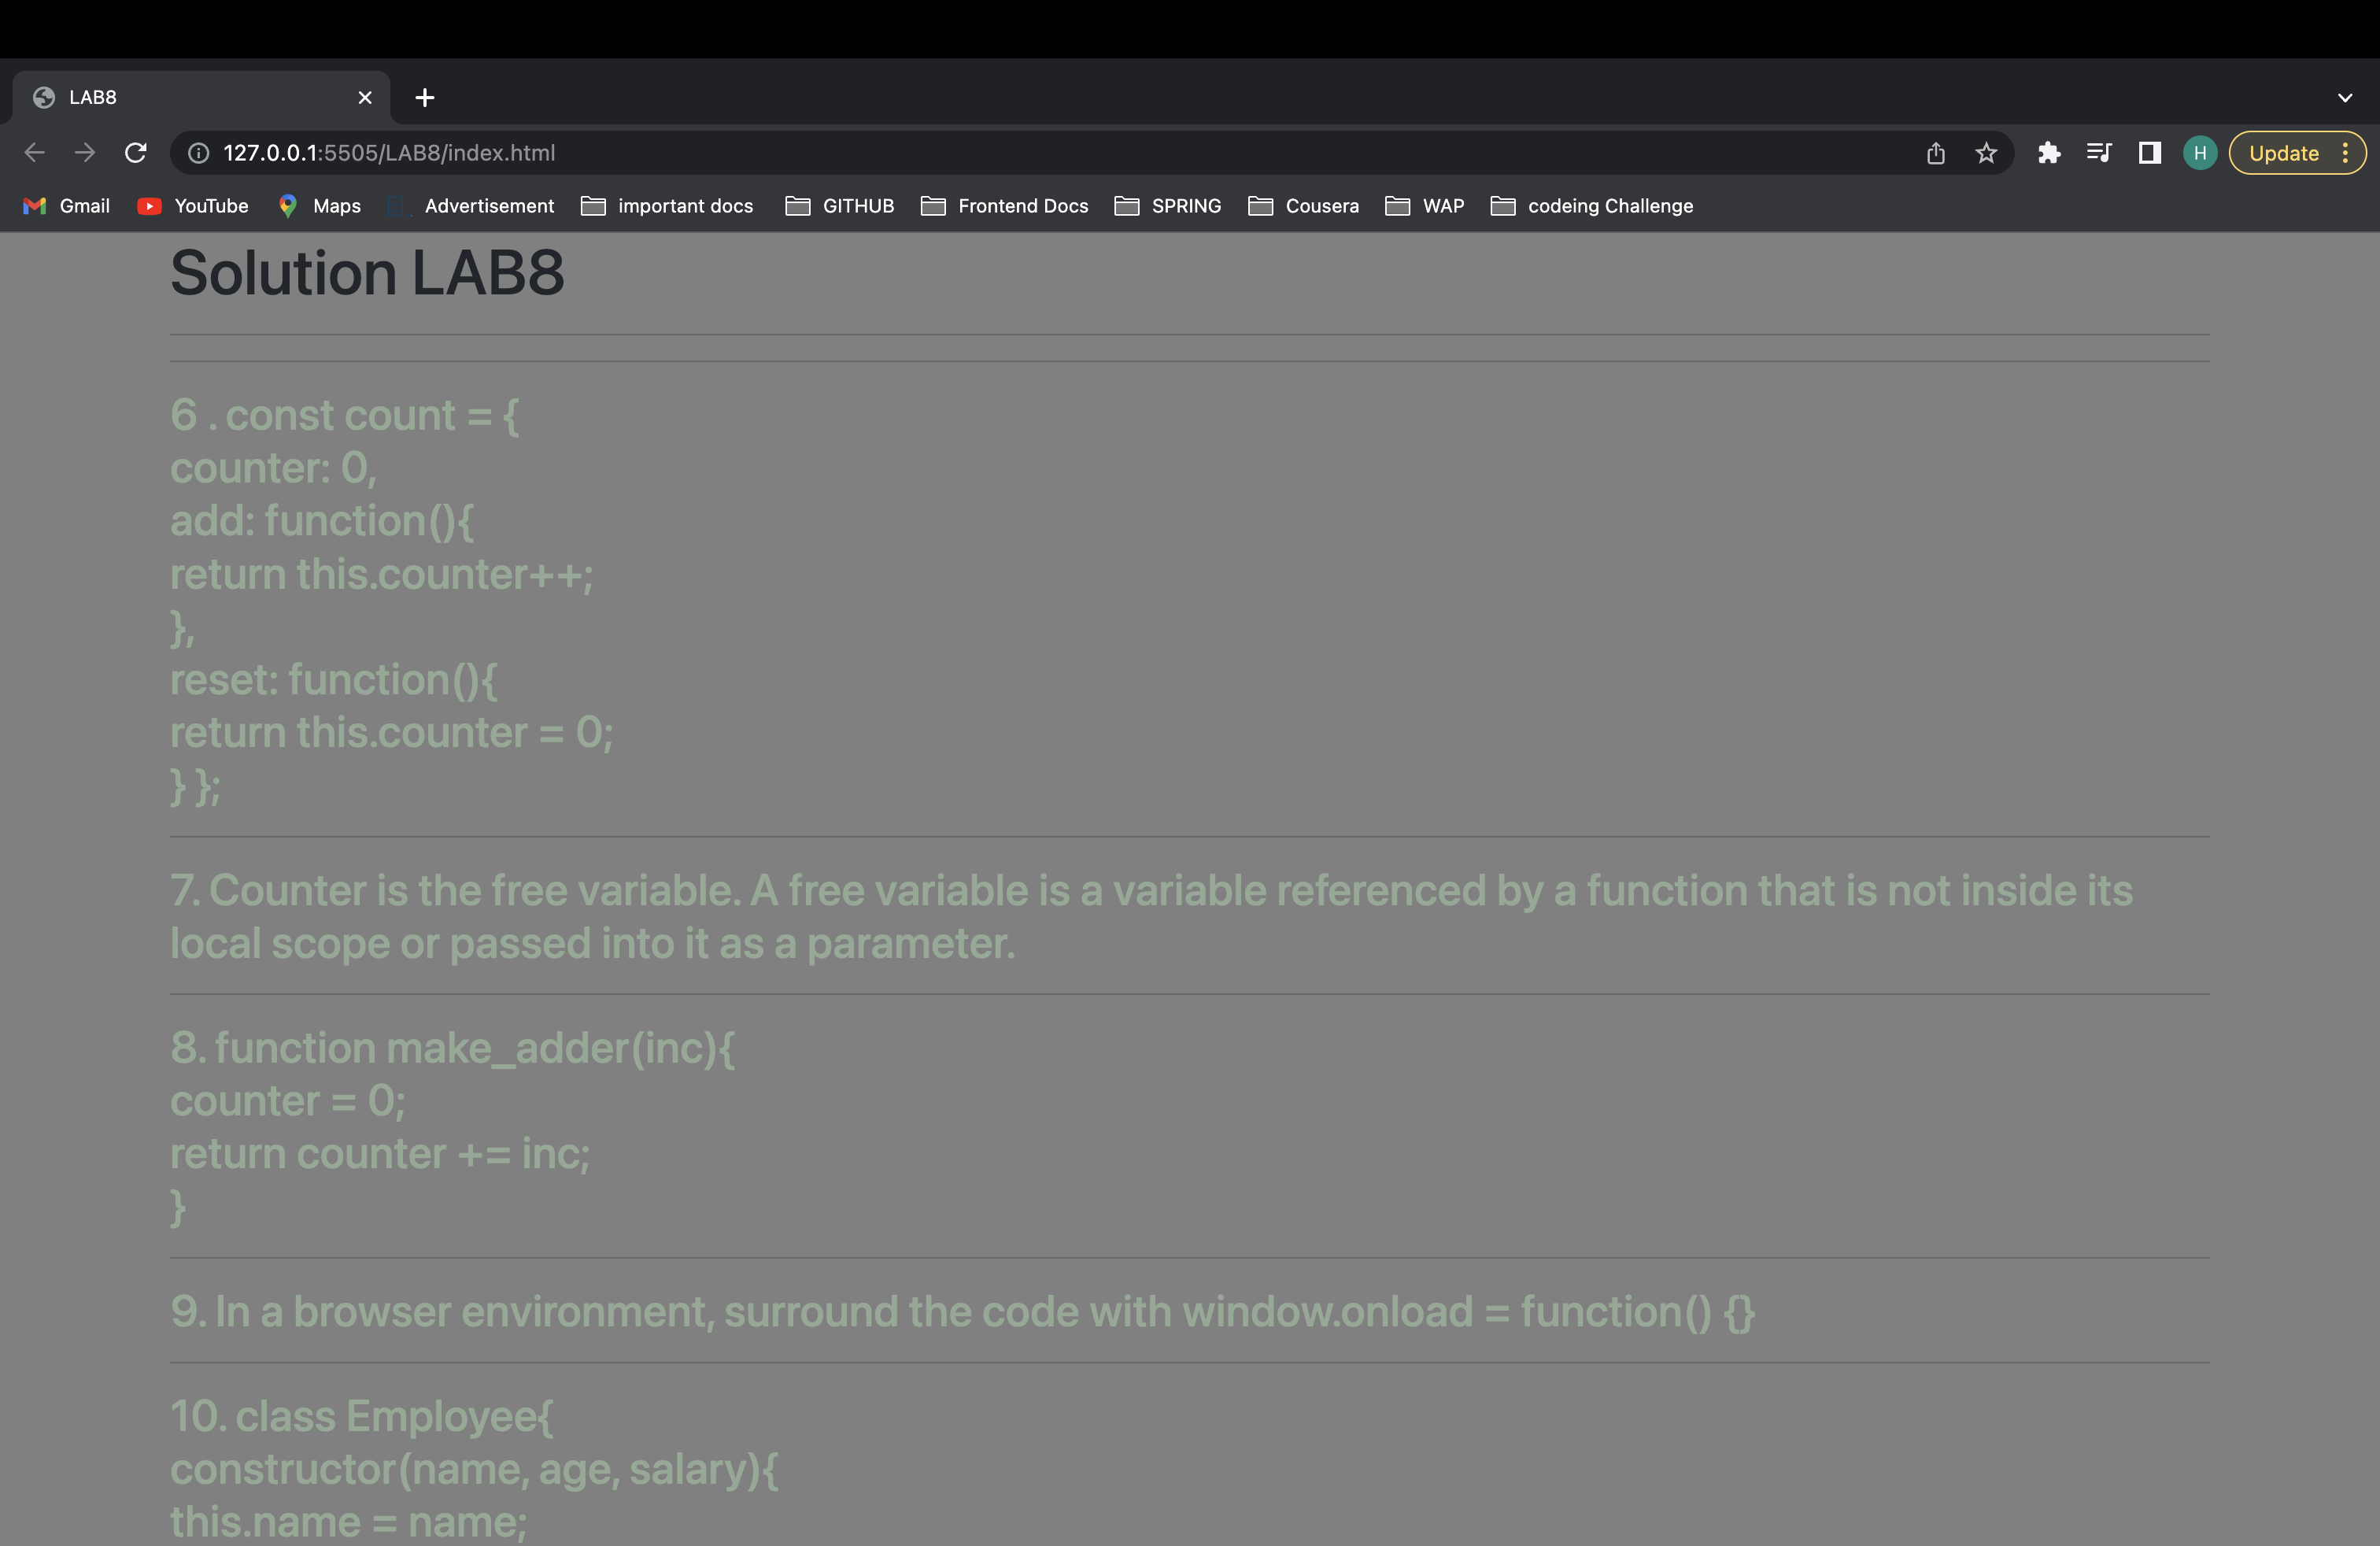 LAB8
127.0.0.1:5505/LAB8/index.html
H
Update
Gmail
YouTube
Maps
Advertisement
important docs
GITHUB
Frontend Docs
SPRING
Cousera
WAP
codeing Challenge
Solution LAB8
6 . const count = {
counter: 0,
add: function(){
return this.counter++;
},
reset: function(){
return this.counter = 0;
} };
7. Counter is the free variable. A free variable is a variable referenced by a function that is not inside its
local scope or passed into it as a parameter.
8. function make_adder(inc){
counter = 0;
return counter += inc;
}
9. In a browser environment, surround the code with window.onload = function() {}
10. class Employee{
constructor(name, age, salary){
this.name = name;